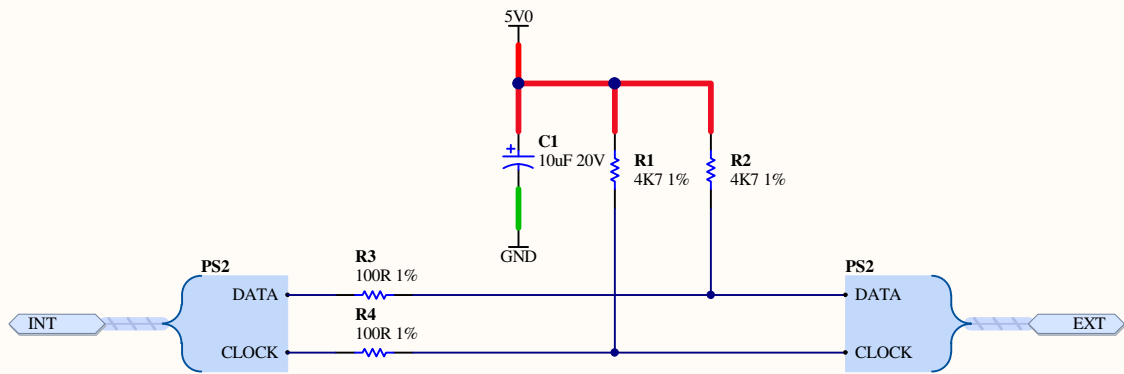 5V0
C1
10uF 20V
R1
4K7 1%
R2
4K7 1%
GND
PS2
R3
100R 1%
PS2
DATA
DATA
INT
R4
100R 1%
EXT
CLOCK
CLOCK